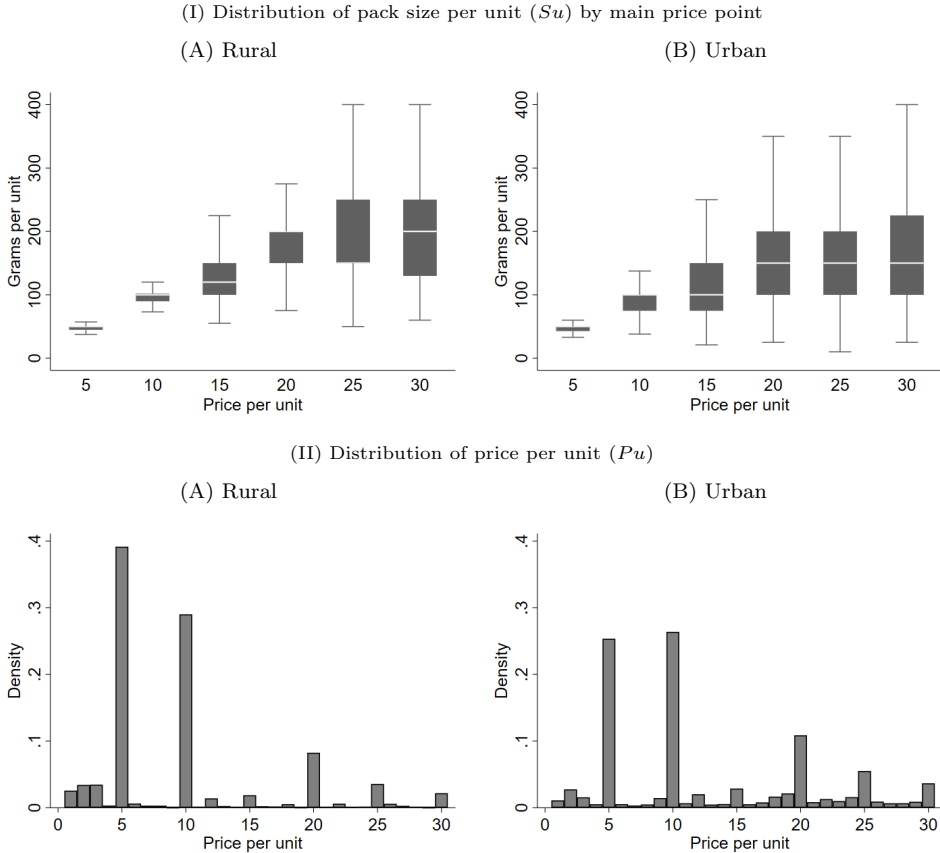 (I) Distribution of pack size per unit (Su) by main price point
(A) Rural
(B) Urban
Grams per unit
0 100 200 300 400
5 10 15 20 25 30
Price per unit
Grams per unit
0 100 200 300 400
5 10 15 20 25 30
Price per unit
(II) Distribution of price per unit (Pu)
(A) Rural
(B) Urban
Density
0 .1 .2 .3 .4
0 5 10 15 20 25 30
Price per unit
Density
0 .1 .2 .3 .4
0 5 10 15 20 25 30
Price per unit